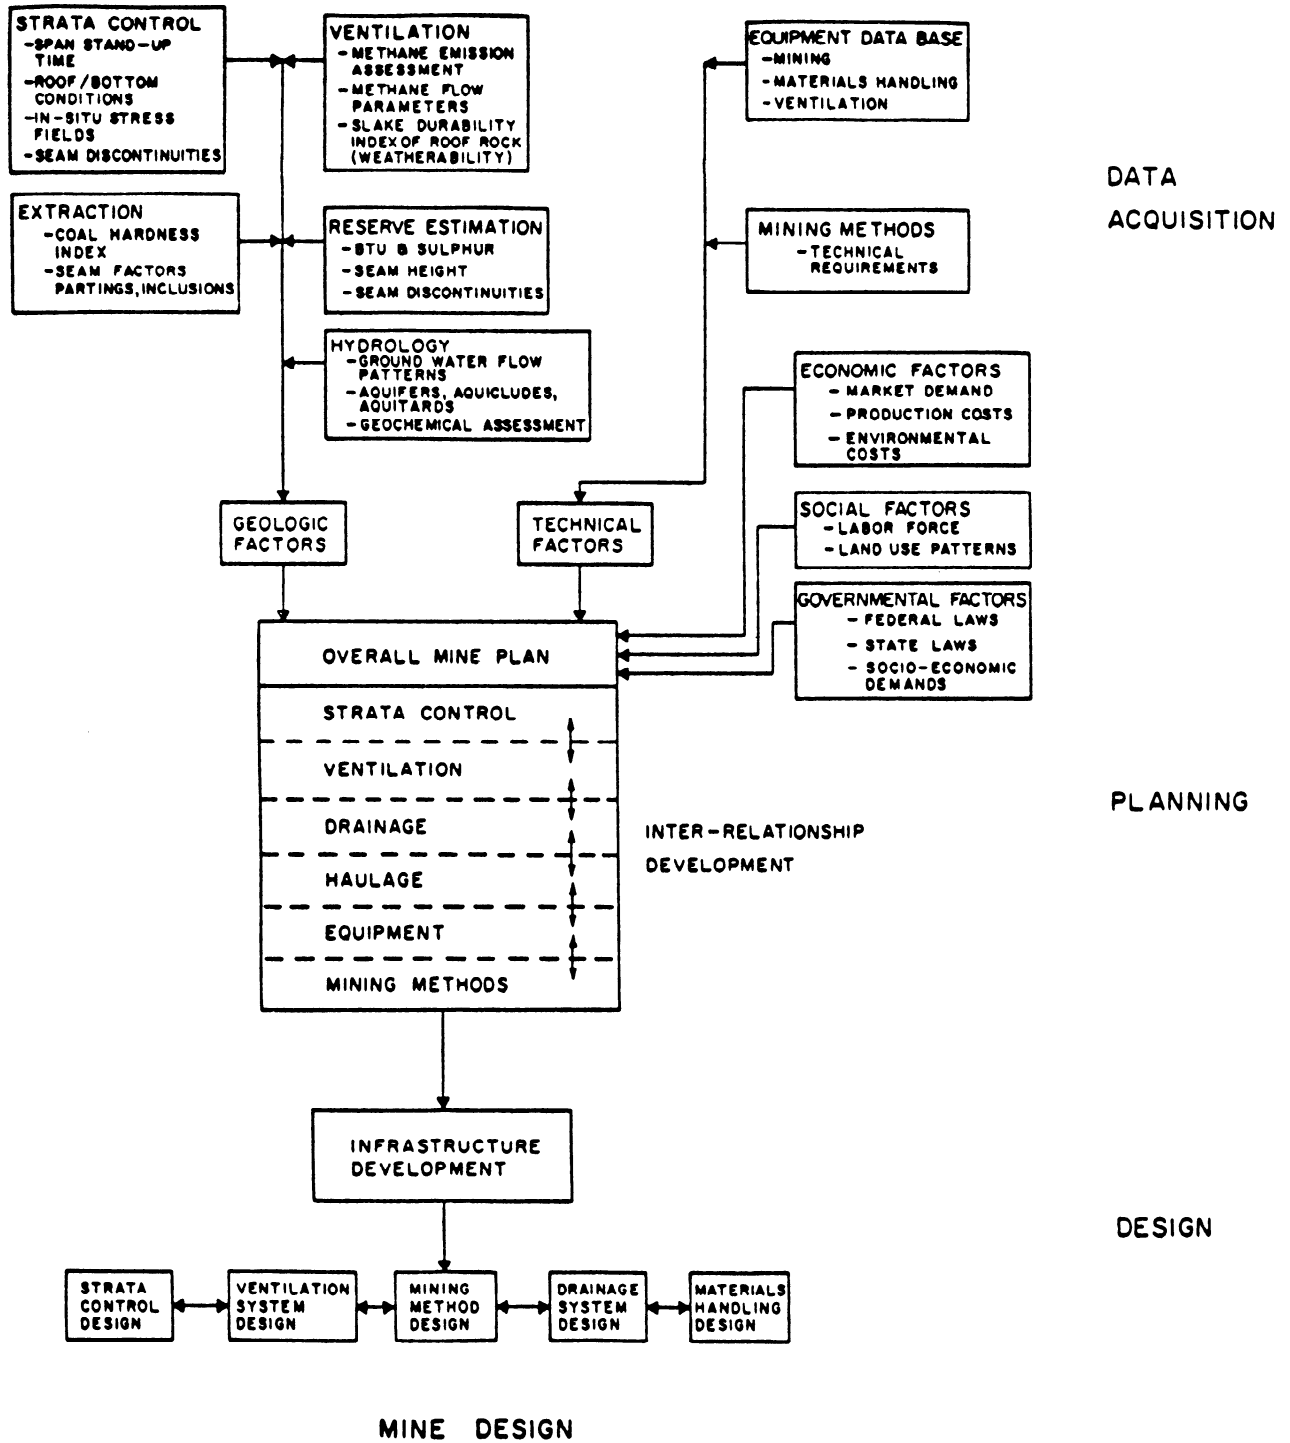 STRATA CONTROL
-SPAN STAND-UP
TIME
-ROOF/BOTTOM
CONDITIONS
-IN-SITU STRESS
FIELDS
-SEAM DISCONTINUITIES
VENTILATION
-METHANE EMISSION
ASSESSMENT
-METHANE FLOW
PARAMETERS
-SLAKE DURABILITY
INDEX OF ROOF ROCK
(WEATHERABILITY)
EQUIPMENT DATA BASE
-MINING
-MATERIALS HANDLING
-VENTILATION
DATA
ACQUISITION
EXTRACTION
-COAL HARDNESS
INDEX
-SEAM FACTORS
PARTINGS, INCLUSIONS
RESERVE ESTIMATION
-BTU & SULPHUR
-SEAM HEIGHT
-SEAM DISCONTINUITIES
MINING METHODS
-TECHNICAL
REQUIREMENTS
HYDROLOGY
-GROUND WATER FLOW
PATTERNS
-AQUIFERS, AQUICLUDES,
AQUITARDS
-GEOCHEMICAL ASSESSMENT
ECONOMIC FACTORS
- MARKET DEMAND
- PRODUCTION COSTS
- ENVIRONMENTAL
COSTS
GEOLOGIC
FACTORS
TECHNICAL
FACTORS
SOCIAL FACTORS
- LABOR FORCE
- LAND USE PATTERNS
GOVERNMENTAL FACTORS
- FEDERAL LAWS
- STATE LAWS
- SOCIO-ECONOMIC
DEMANDS
OVERALL MINE PLAN
STRATA CONTROL
VENTILATION
DRAINAGE
HAULAGE
EQUIPMENT
MINING METHODS
INTER-RELATIONSHIP
DEVELOPMENT
PLANNING
INFRASTRUCTURE
DEVELOPMENT
DESIGN
STRATA
CONTROL
DESIGN
VENTILATION
SYSTEM
DESIGN
MINING
METHOD
DESIGN
DRAINAGE
SYSTEM
DESIGN
MATERIALS
HANDLING
DESIGN
MINE DESIGN